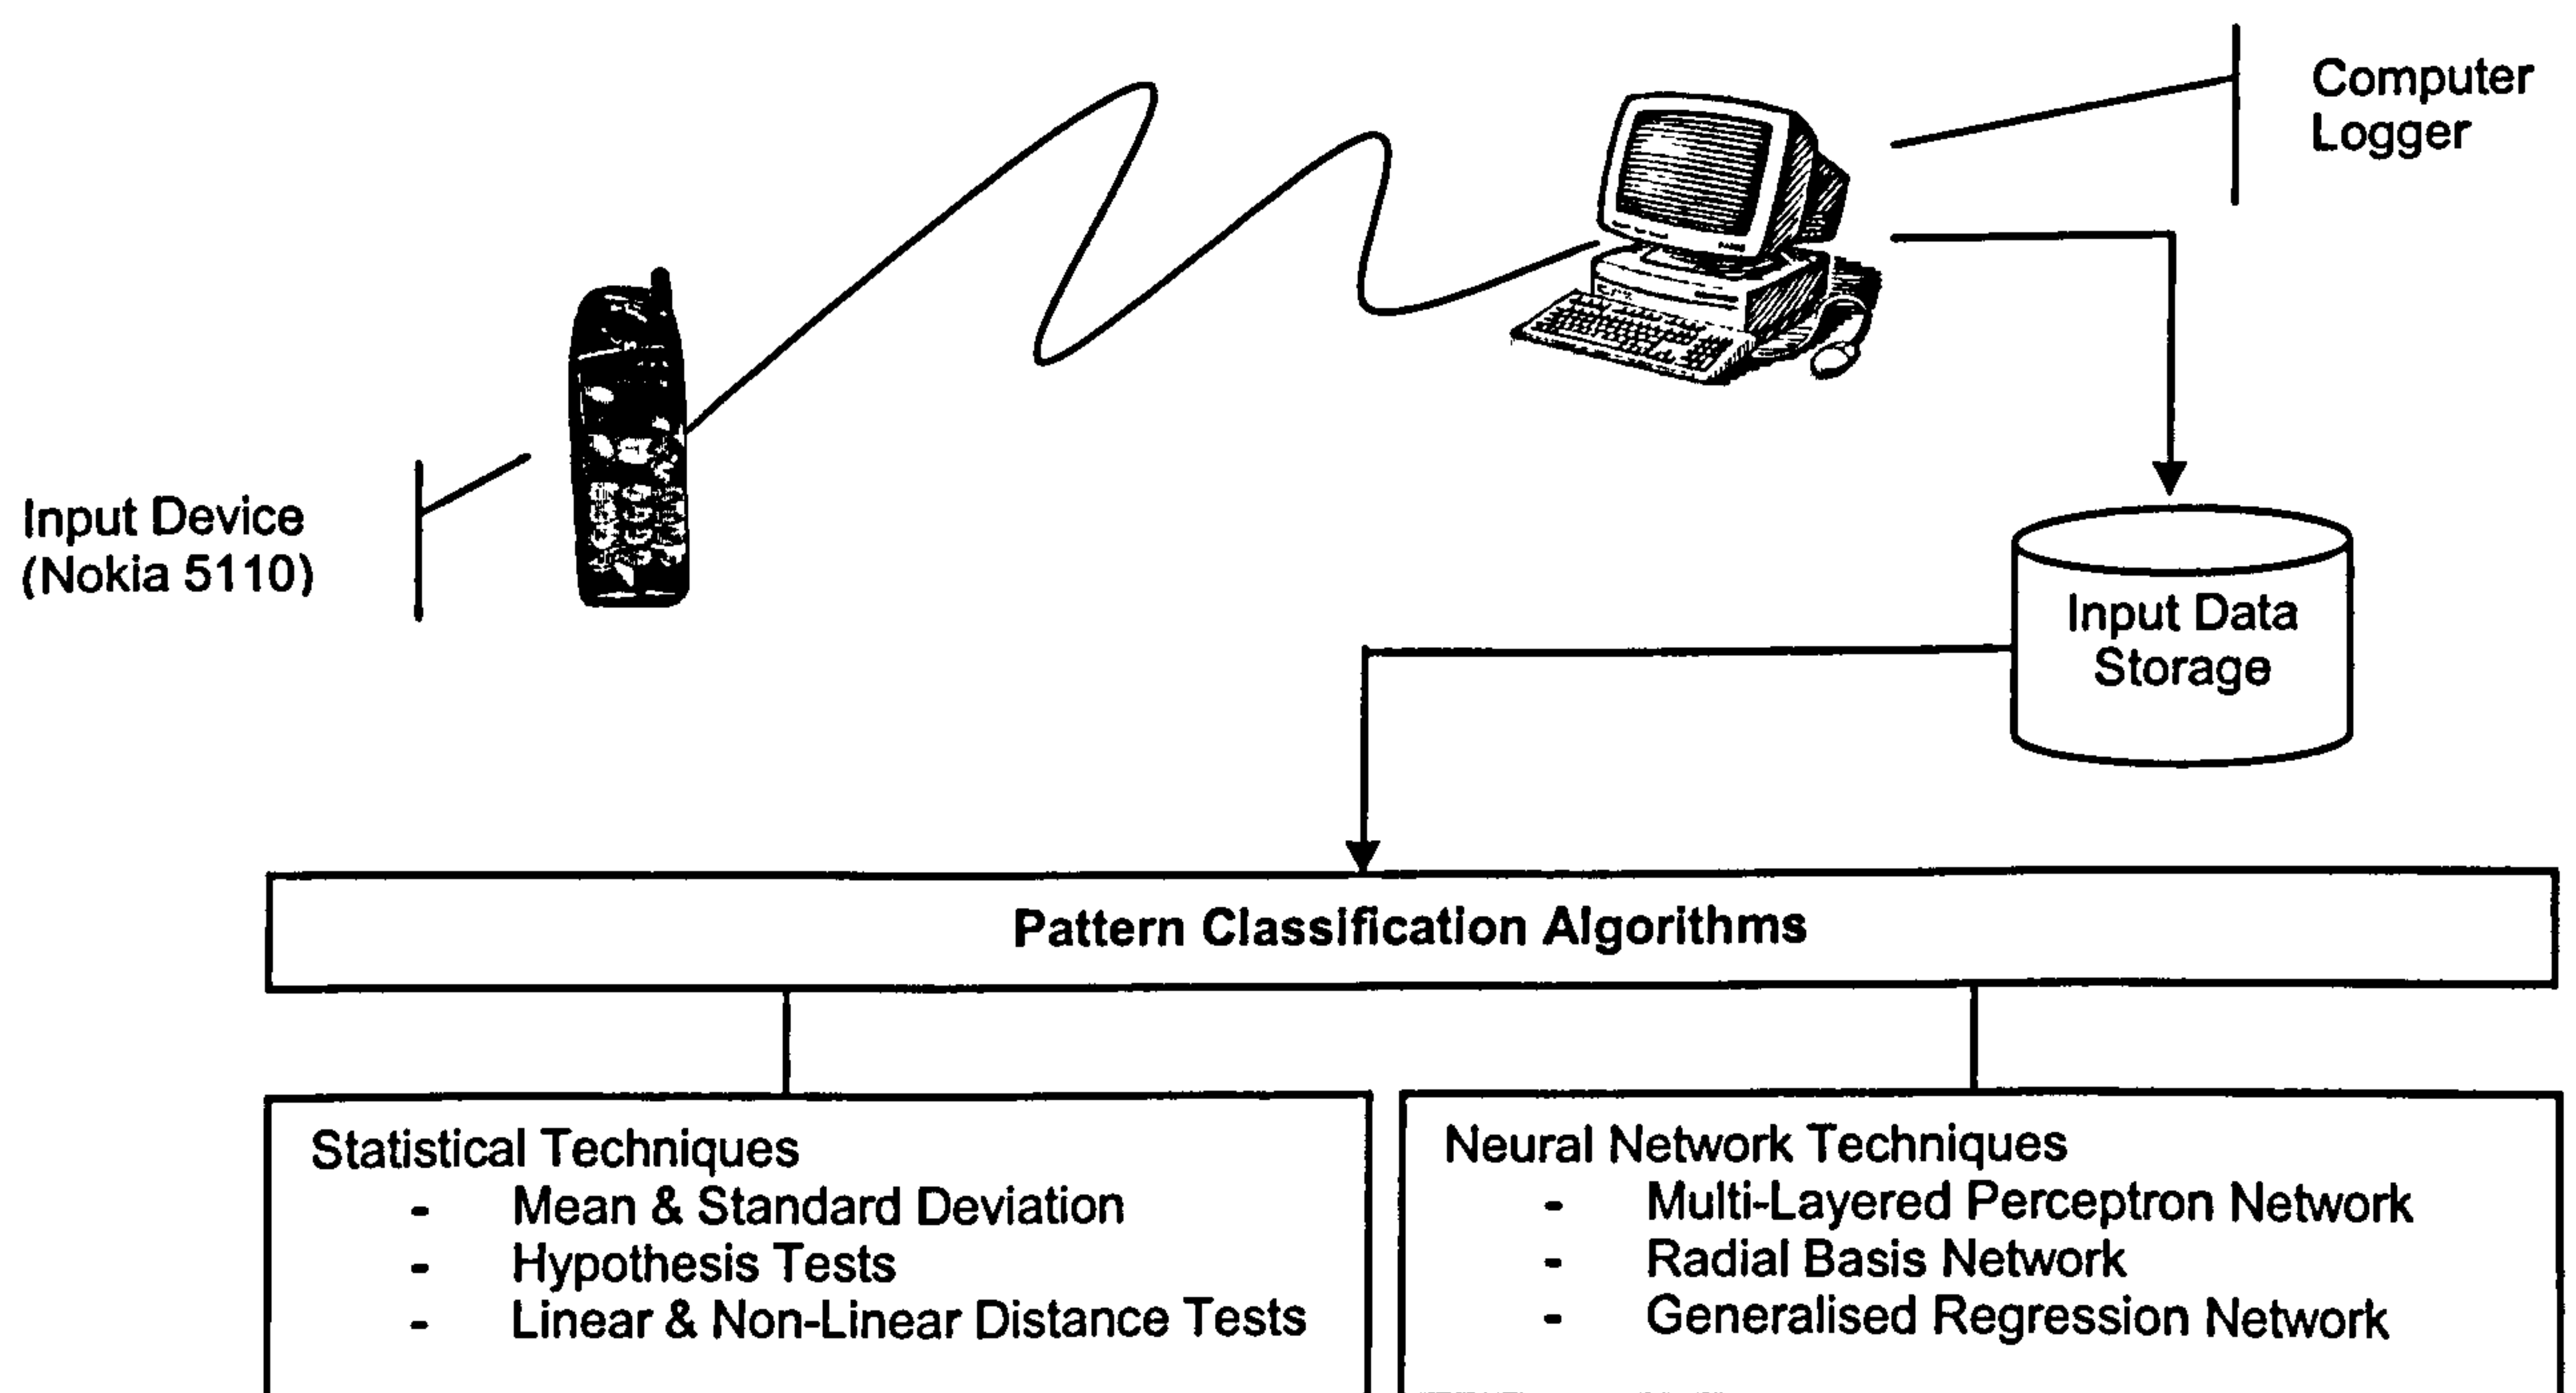 Computer
Logger
Input Device
(Nokia 5110)
Input Data
Storage
Pattern Classification Algorithms
Statistical Techniques
- Mean & Standard Deviation
- Hypothesis Tests
- Linear & Non-Linear Distance Tests
Neural Network Techniques
- Multi-Layered Perceptron Network
- Radial Basis Network
- Generalised Regression Network